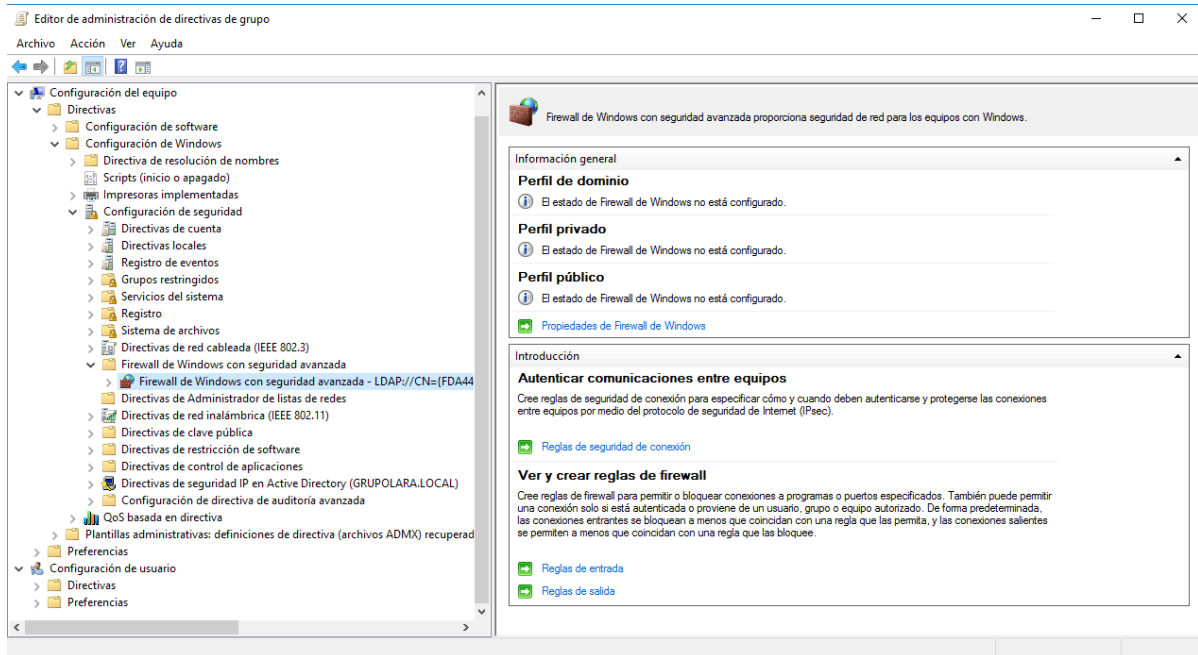 Editor de administración de directivas de grupo
Archivo Acción Ver Ayuda
Configuración del equipo
Directivas
Configuración de software
Configuración de Windows
Directiva de resolución de nombres
Scripts (inicio o apagado)
Impresoras implementadas
Configuración de seguridad
Directivas de cuenta
Directivas locales
Registro de eventos
Grupos restringidos
Servicios del sistema
Registro
Sistema de archivos
Directivas de red cableada (IEEE 802.3)
Firewall de Windows con seguridad avanzada
Firewall de Windows con seguridad avanzada - LDAP://CN={FDA44
Directivas de Administrador de listas de redes
Directivas de red inalámbrica (IEEE 802.11)
Directivas de clave pública
Directivas de restricción de software
Directivas de control de aplicaciones
Directivas de seguridad IP en Active Directory (GRUPOLARA.LOCAL)
Configuración de directiva de auditoría avanzada
QoS basada en directiva
Plantillas administrativas: definiciones de directiva (archivos ADMX) recuperad
Preferencias
Configuración de usuario
Directivas
Preferencias
Firewall de Windows con seguridad avanzada proporciona seguridad de red para los equipos con Windows.
Información general
Perfil de dominio
El estado de Firewall de Windows no está configurado.
Perfil privado
El estado de Firewall de Windows no está configurado.
Perfil público
El estado de Firewall de Windows no está configurado.
Propiedades de Firewall de Windows
Introducción
Autenticar comunicaciones entre equipos
Cree reglas de seguridad de conexión para especificar cómo y cuando deben autenticarse y protegerse las conexiones
entre equipos por medio del protocolo de seguridad de Internet (IPsec).
Reglas de seguridad de conexión
Ver y crear reglas de firewall
Cree reglas de firewall para permitir o bloquear conexiones a programas o puertos especificados. También puede permitir
una conexión solo si está autenticada o proviene de un usuario, grupo o equipo autorizado. De forma predeterminada,
las conexiones entrantes se bloquean a menos que coincidan con una regla que las permita, y las conexiones salientes
se permiten a menos que coincidan con una regla que las bloquee.
Reglas de entrada
Reglas de salida